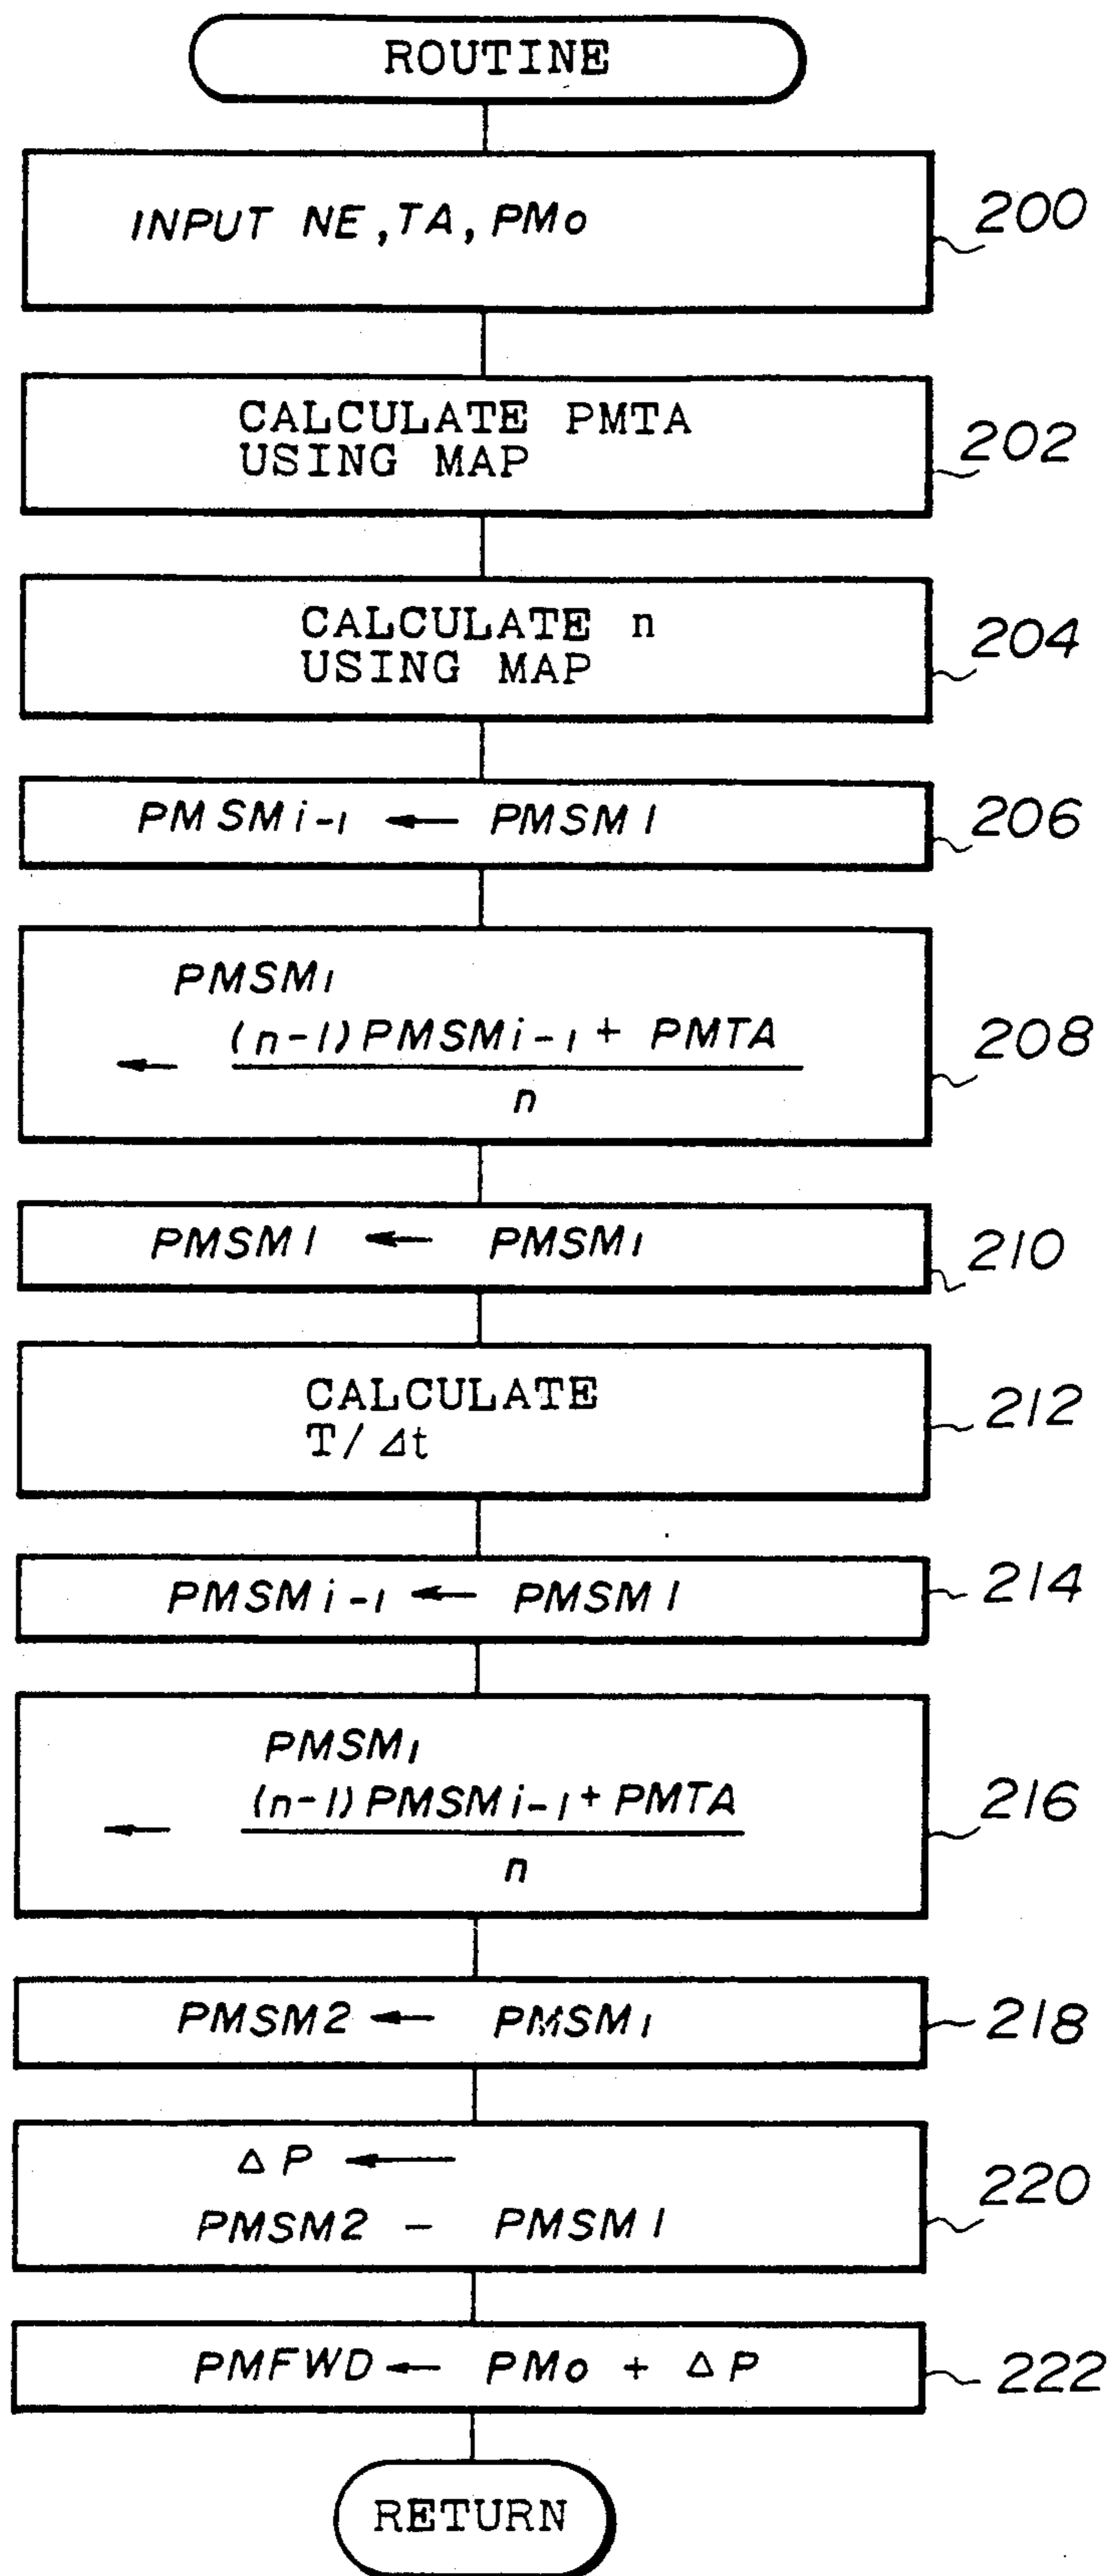 ROUTINE
INPUT NE, TA, PMo
200
CALCULATE PMTA
USING MAP
202
CALCULATE n
USING MAP
204
PMSMi-1 ← PMSM1
206
PMSMi
← (n-1)PMSMi-1 + PMTA
n
208
PMSM1 ← PMSMi
210
CALCULATE
T/Δt
212
PMSMi-1 ← PMSM1
214
PMSMi
← (n-1)PMSMi-1 + PMTA
n
216
PMSM2 ← PMSMi
218
ΔP ←
PMSM2 - PMSM1
220
PMFWD ← PMo + ΔP
222
RETURN